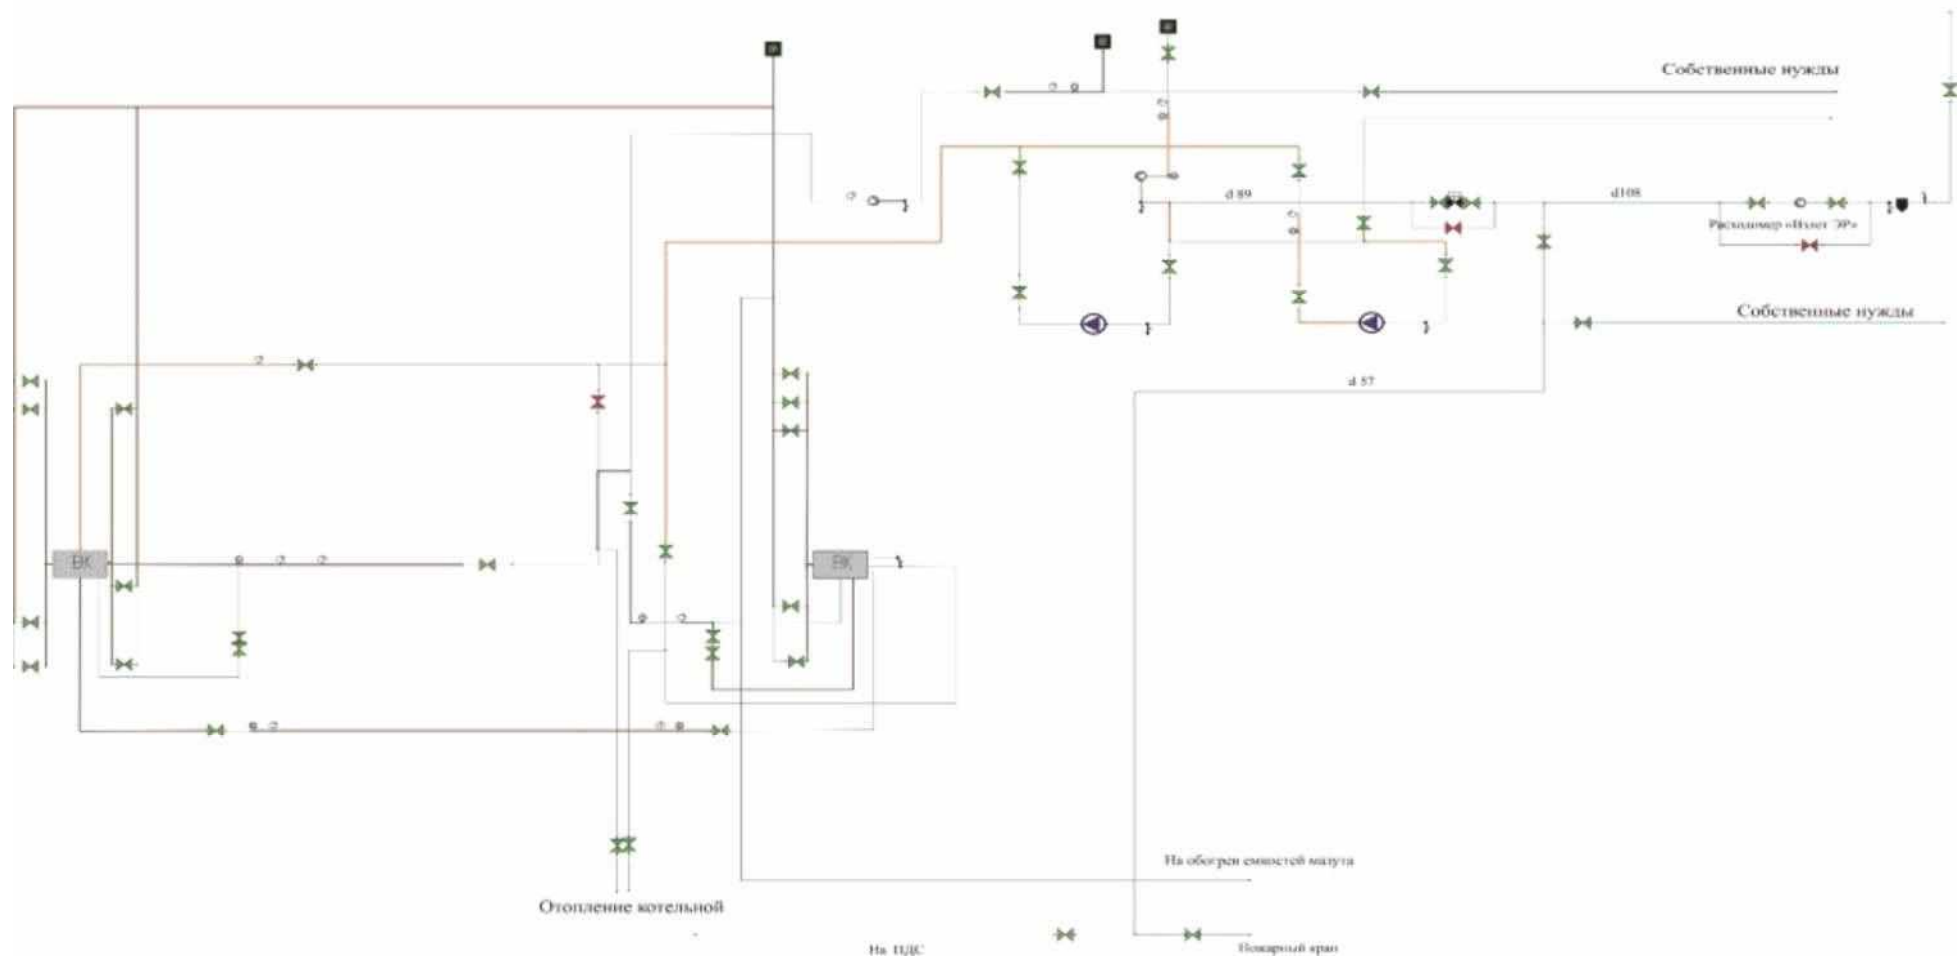 Собственные нужды
d 89
d108
Расходомер «Взлет ЭР»
Собственные нужды
d 57
ВК
ВК
На обогрев емкостей мазута
Отопление котельной
На ПДС
Пожарный кран